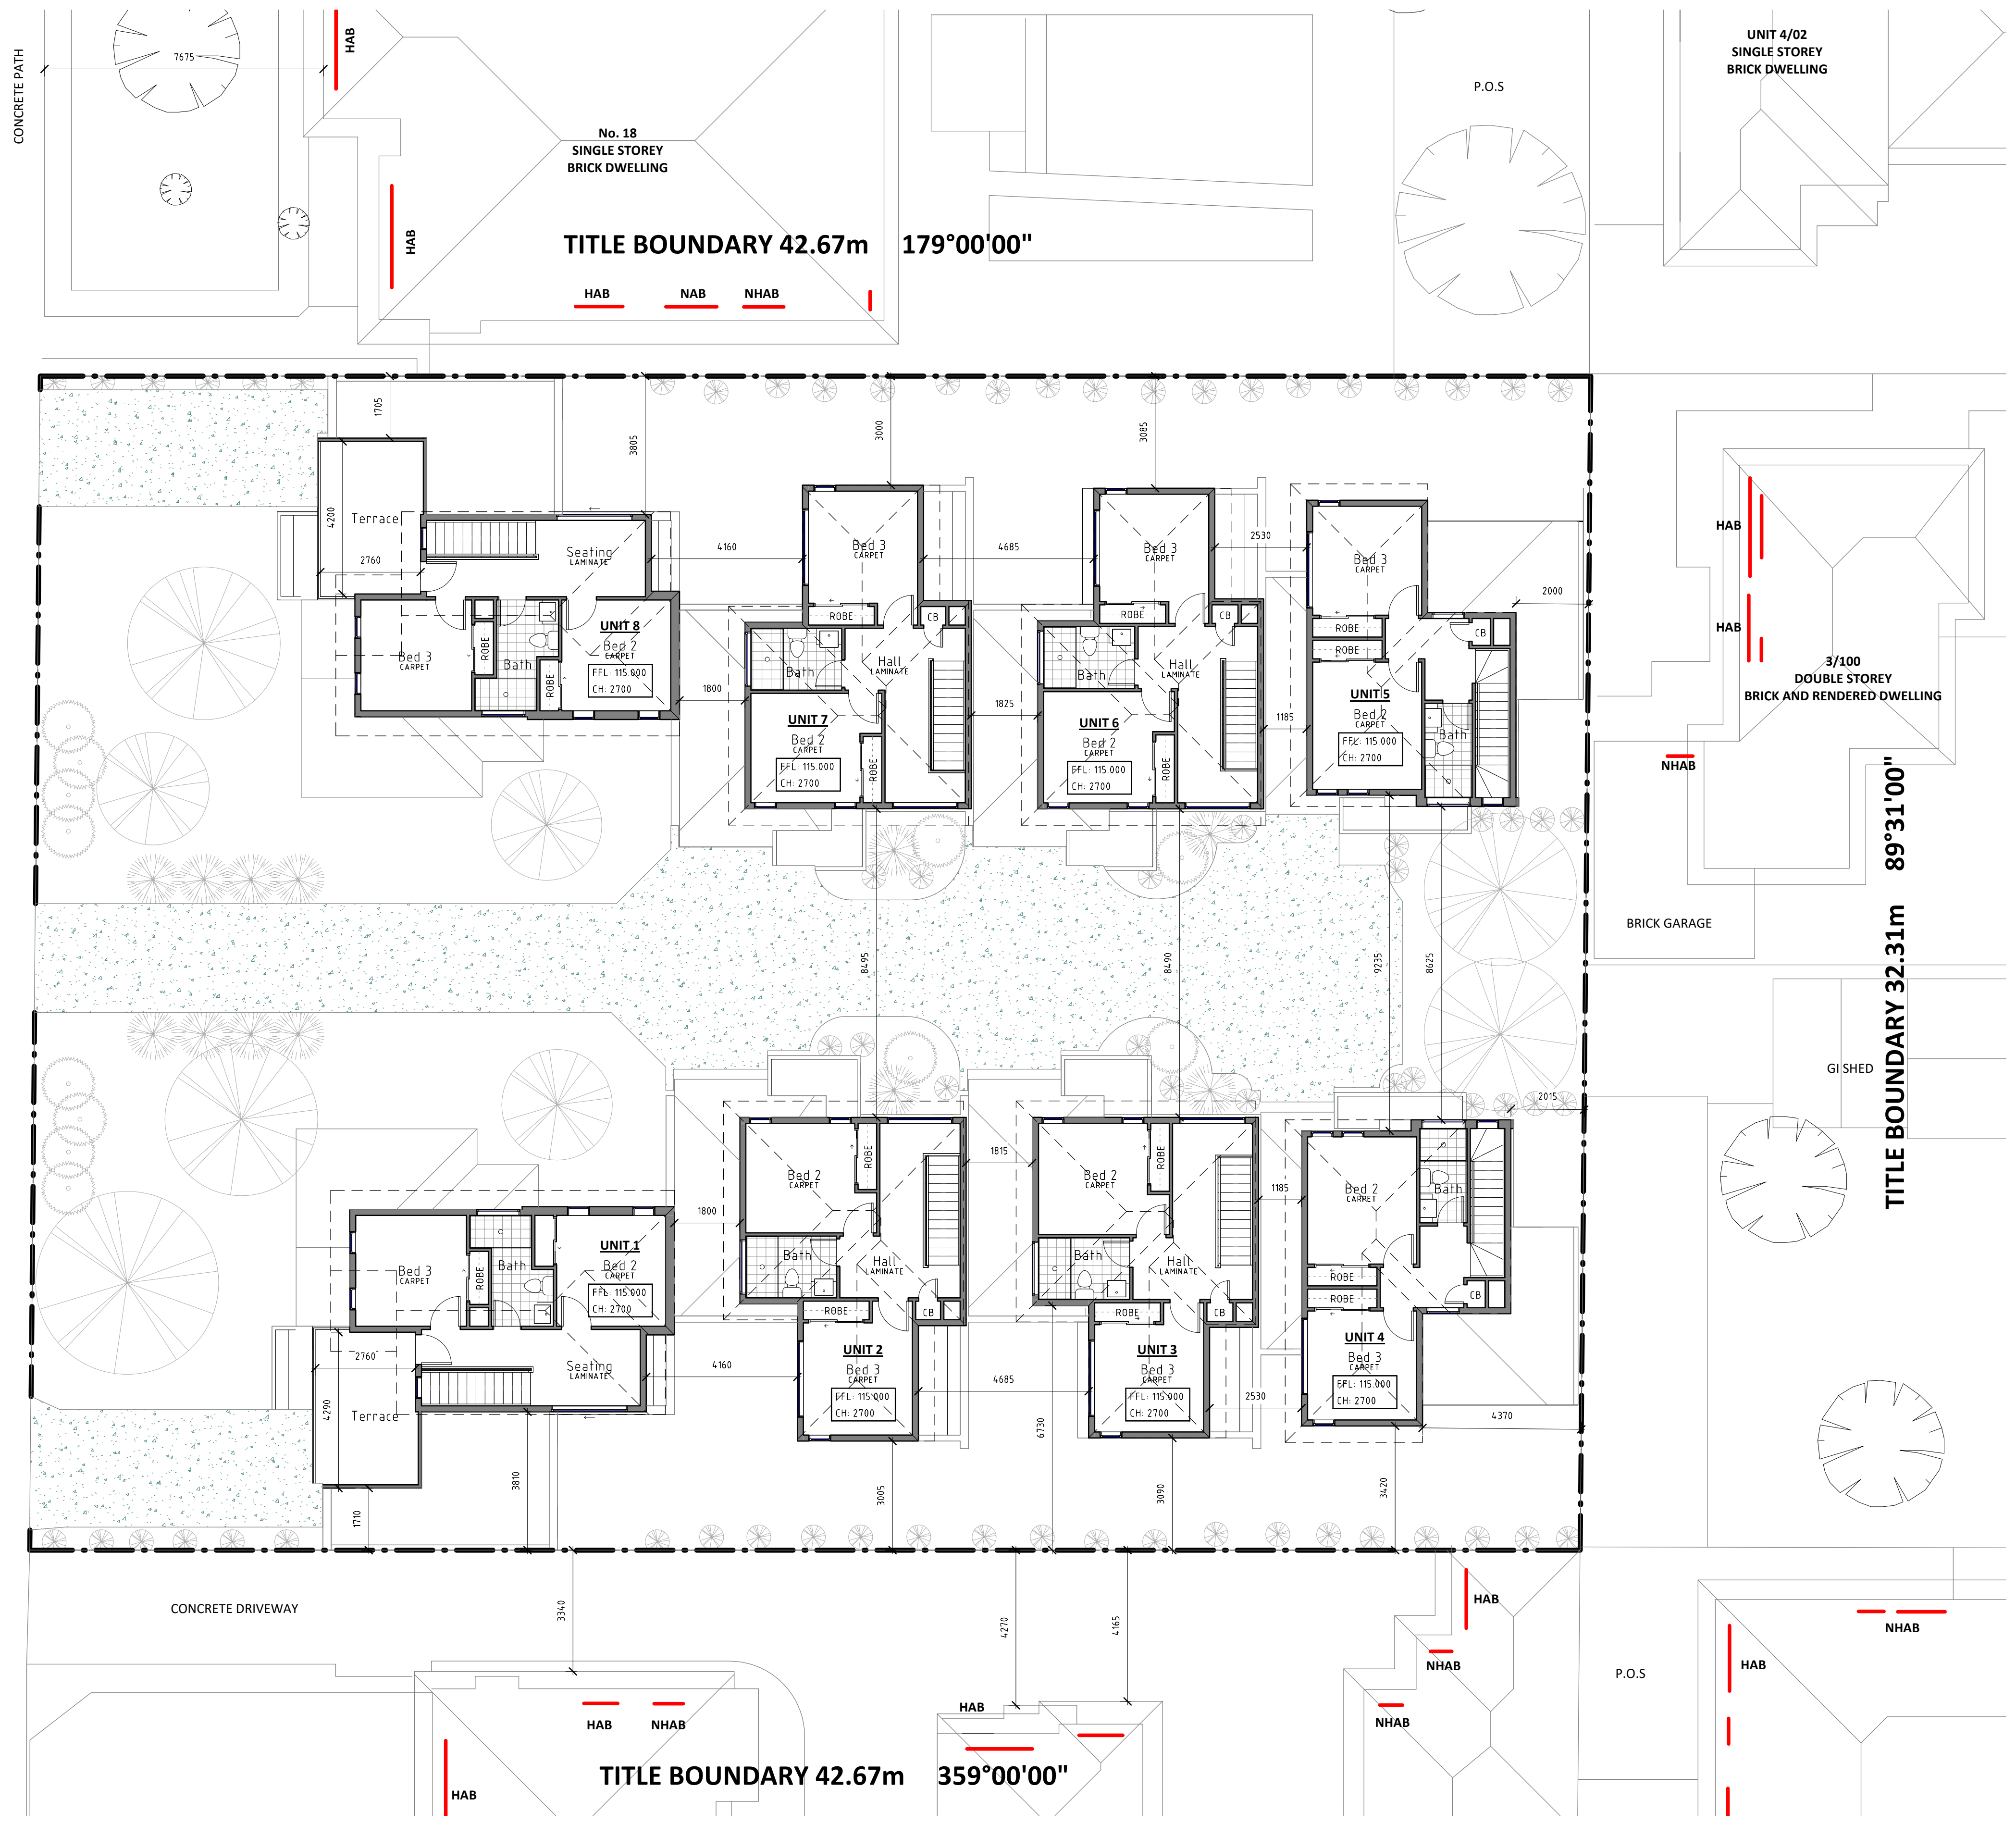 CONCRETE PATH
7675
HAB
HAB
No. 18
SINGLE STOREY
BRICK DWELLING
P.O.S
UNIT 4/02
SINGLE STOREY
BRICK DWELLING
TITLE BOUNDARY 42.67m 179°00'00"
HAB
NAB
NHAB
1705
3805
3000
3085
4200
Terrace
2760
Seating
LAMINATE
4160
Bed 3
CARPET
4685
Bed 3
CARPET
2530
Bed 3
CARPET
2000
HAB
HAB
3/100
DOUBLE STOREY
BRICK AND RENDERED DWELLING
NHAB
Bed 3
CARPET
ROBE
Bath
ROBE
UNIT 8
Bed 2
CARPET
FFL: 115.000
CH: 2700
1800
ROBE
CB
Bath
Hall
LAMINATE
UNIT 7
Bed 2
CARPET
FFL: 115.000
CH: 2700
ROBE
1825
ROBE
CB
Bath
Hall
LAMINATE
UNIT 6
Bed 2
CARPET
FFL: 115.000
CH: 2700
ROBE
1185
ROBE
ROBE
CB
UNIT 5
Bed 2
CARPET
FFL: 115.000
CH: 2700
Bath
BRICK GARAGE
TITLE BOUNDARY 32.31m 89°31'00"
8495
8490
9235
8625
GI SHED
2015
Bed 3
CARPET
ROBE
Bath
UNIT 1
Bed 2
CARPET
FFL: 115.000
CH: 2700
1800
Bed 2
CARPET
ROBE
Bath
Hall
LAMINATE
ROBE
CB
1815
Bed 2
CARPET
ROBE
Bath
Hall
LAMINATE
ROBE
CB
1185
Bed 2
CARPET
Bath
ROBE
ROBE
CB
2760
4290
Terrace
Seating
LAMINATE
4160
UNIT 2
Bed 3
CARPET
FFL: 115.000
CH: 2700
4685
UNIT 3
Bed 3
CARPET
FFL: 115.000
CH: 2700
2530
UNIT 4
Bed 3
CARPET
FFL: 115.000
CH: 2700
4370
1710
3810
3005
6730
3090
3420
CONCRETE DRIVEWAY
3340
4270
4165
HAB
NHAB
NHAB
P.O.S
HAB
NHAB
HAB
NHAB
HAB
HAB
TITLE BOUNDARY 42.67m 359°00'00"